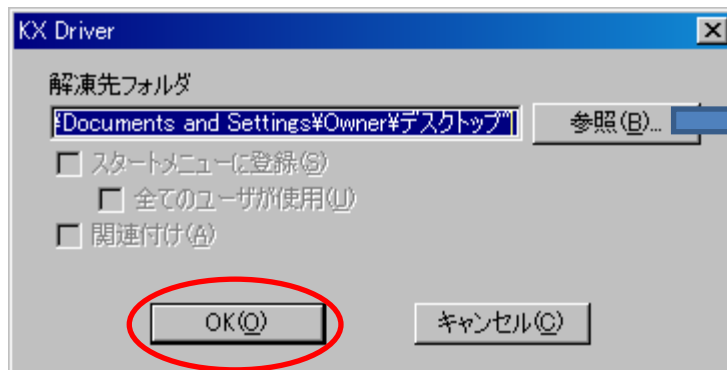 KX Driver
解凍先フォルダ
¥Documents and Settings¥Owner¥デスクトップ"
参照(B)...
スタートメニューに登録(S)
全てのユーザが使用(U)
関連付け(A)
OK(O)
キャンセル(C)